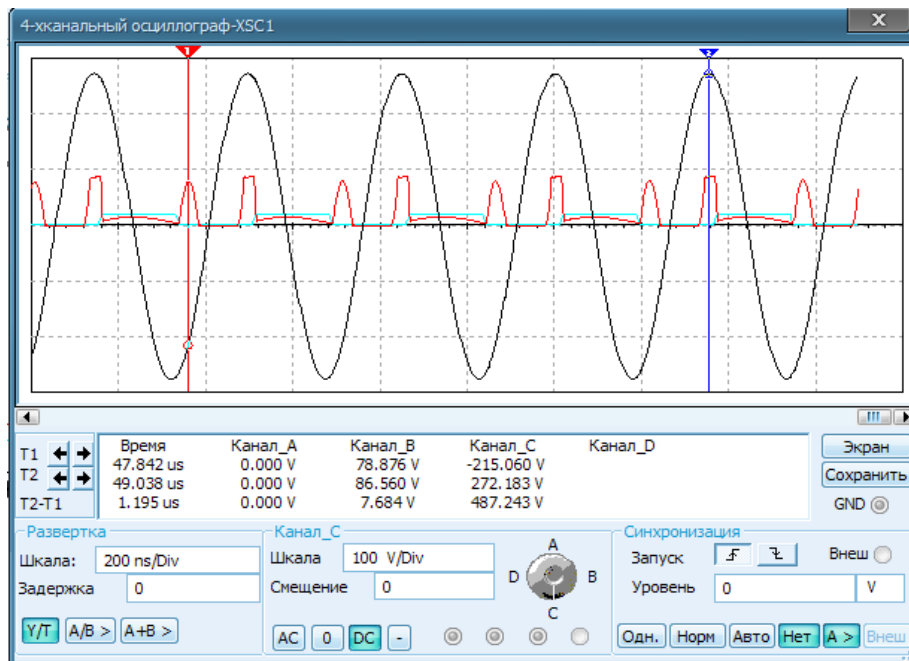 4-хканальный осциллограф-XSC1
X
1
2
Время Канал_A Канал_B Канал_C Канал_D
T1 47.842 us 0.000 V 78.876 V -215.060 V
T2 49.038 us 0.000 V 86.560 V 272.183 V
T2-T1 1.195 us 0.000 V 7.684 V 487.243 V
Экран
Сохранить
GND
Развертка
Шкала: 200 ns/Div
Задержка 0
Y/T A/B > A+B >
Канал_C
Шкала 100 V/Div
Смещение 0
AC 0 DC -
A
D B
C
Синхронизация
Запуск Внеш
Уровень 0 V
Одн. Норм Авто Нет A > Внеш